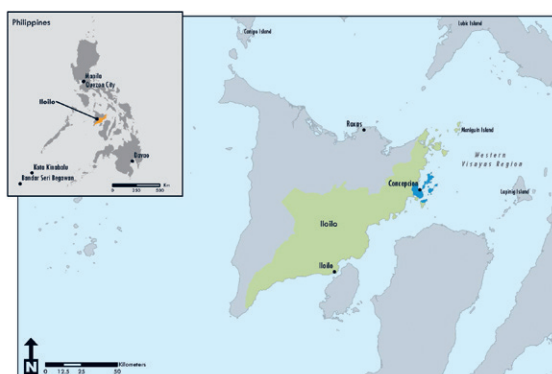 Philippines
Manila
Quezon City
Iloilo
Davao
Kota Kinabalu
Bandar Seri Begawan
Km
Roxas
Western
Visayas Region
Concepcion
Iloilo
Iloilo
N
0 12.5 25 50
Kilometers